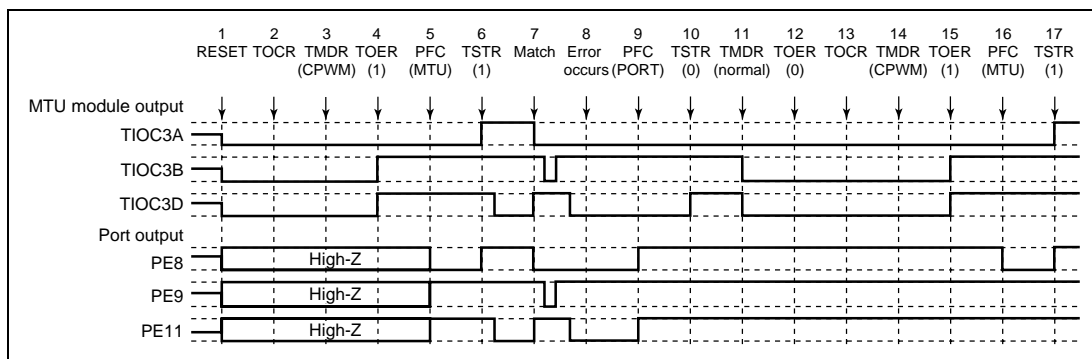 1 2 3 4 5 6 7 8 9 10 11 12 13 14 15 16 17
RESET TOCR TMDR TOER PFC TSTR Match Error PFC TSTR TMDR TOER TOCR TMDR TOER PFC TSTR
(CPWM) (1) (MTU) (1) occurs (PORT) (0) (normal) (0) (CPWM) (1) (MTU) (1)
MTU module output
TIOC3A
TIOC3B
TIOC3D
Port output
PE8 High-Z
PE9 High-Z
PE11 High-Z